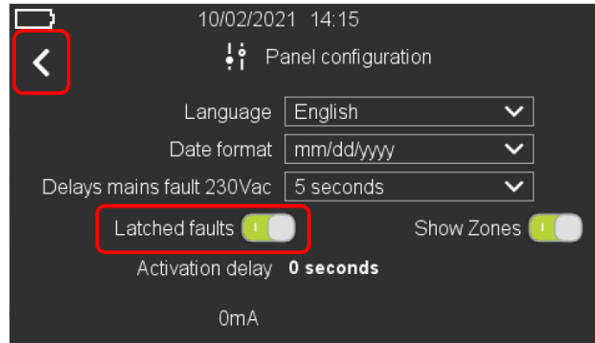 10/02/2021 14:15
Panel configuration
Language English
Date format mm/dd/yyyy
Delays mains fault 230Vac 5 seconds
Latched faults I Show Zones I
Activation delay 0 seconds
0mA